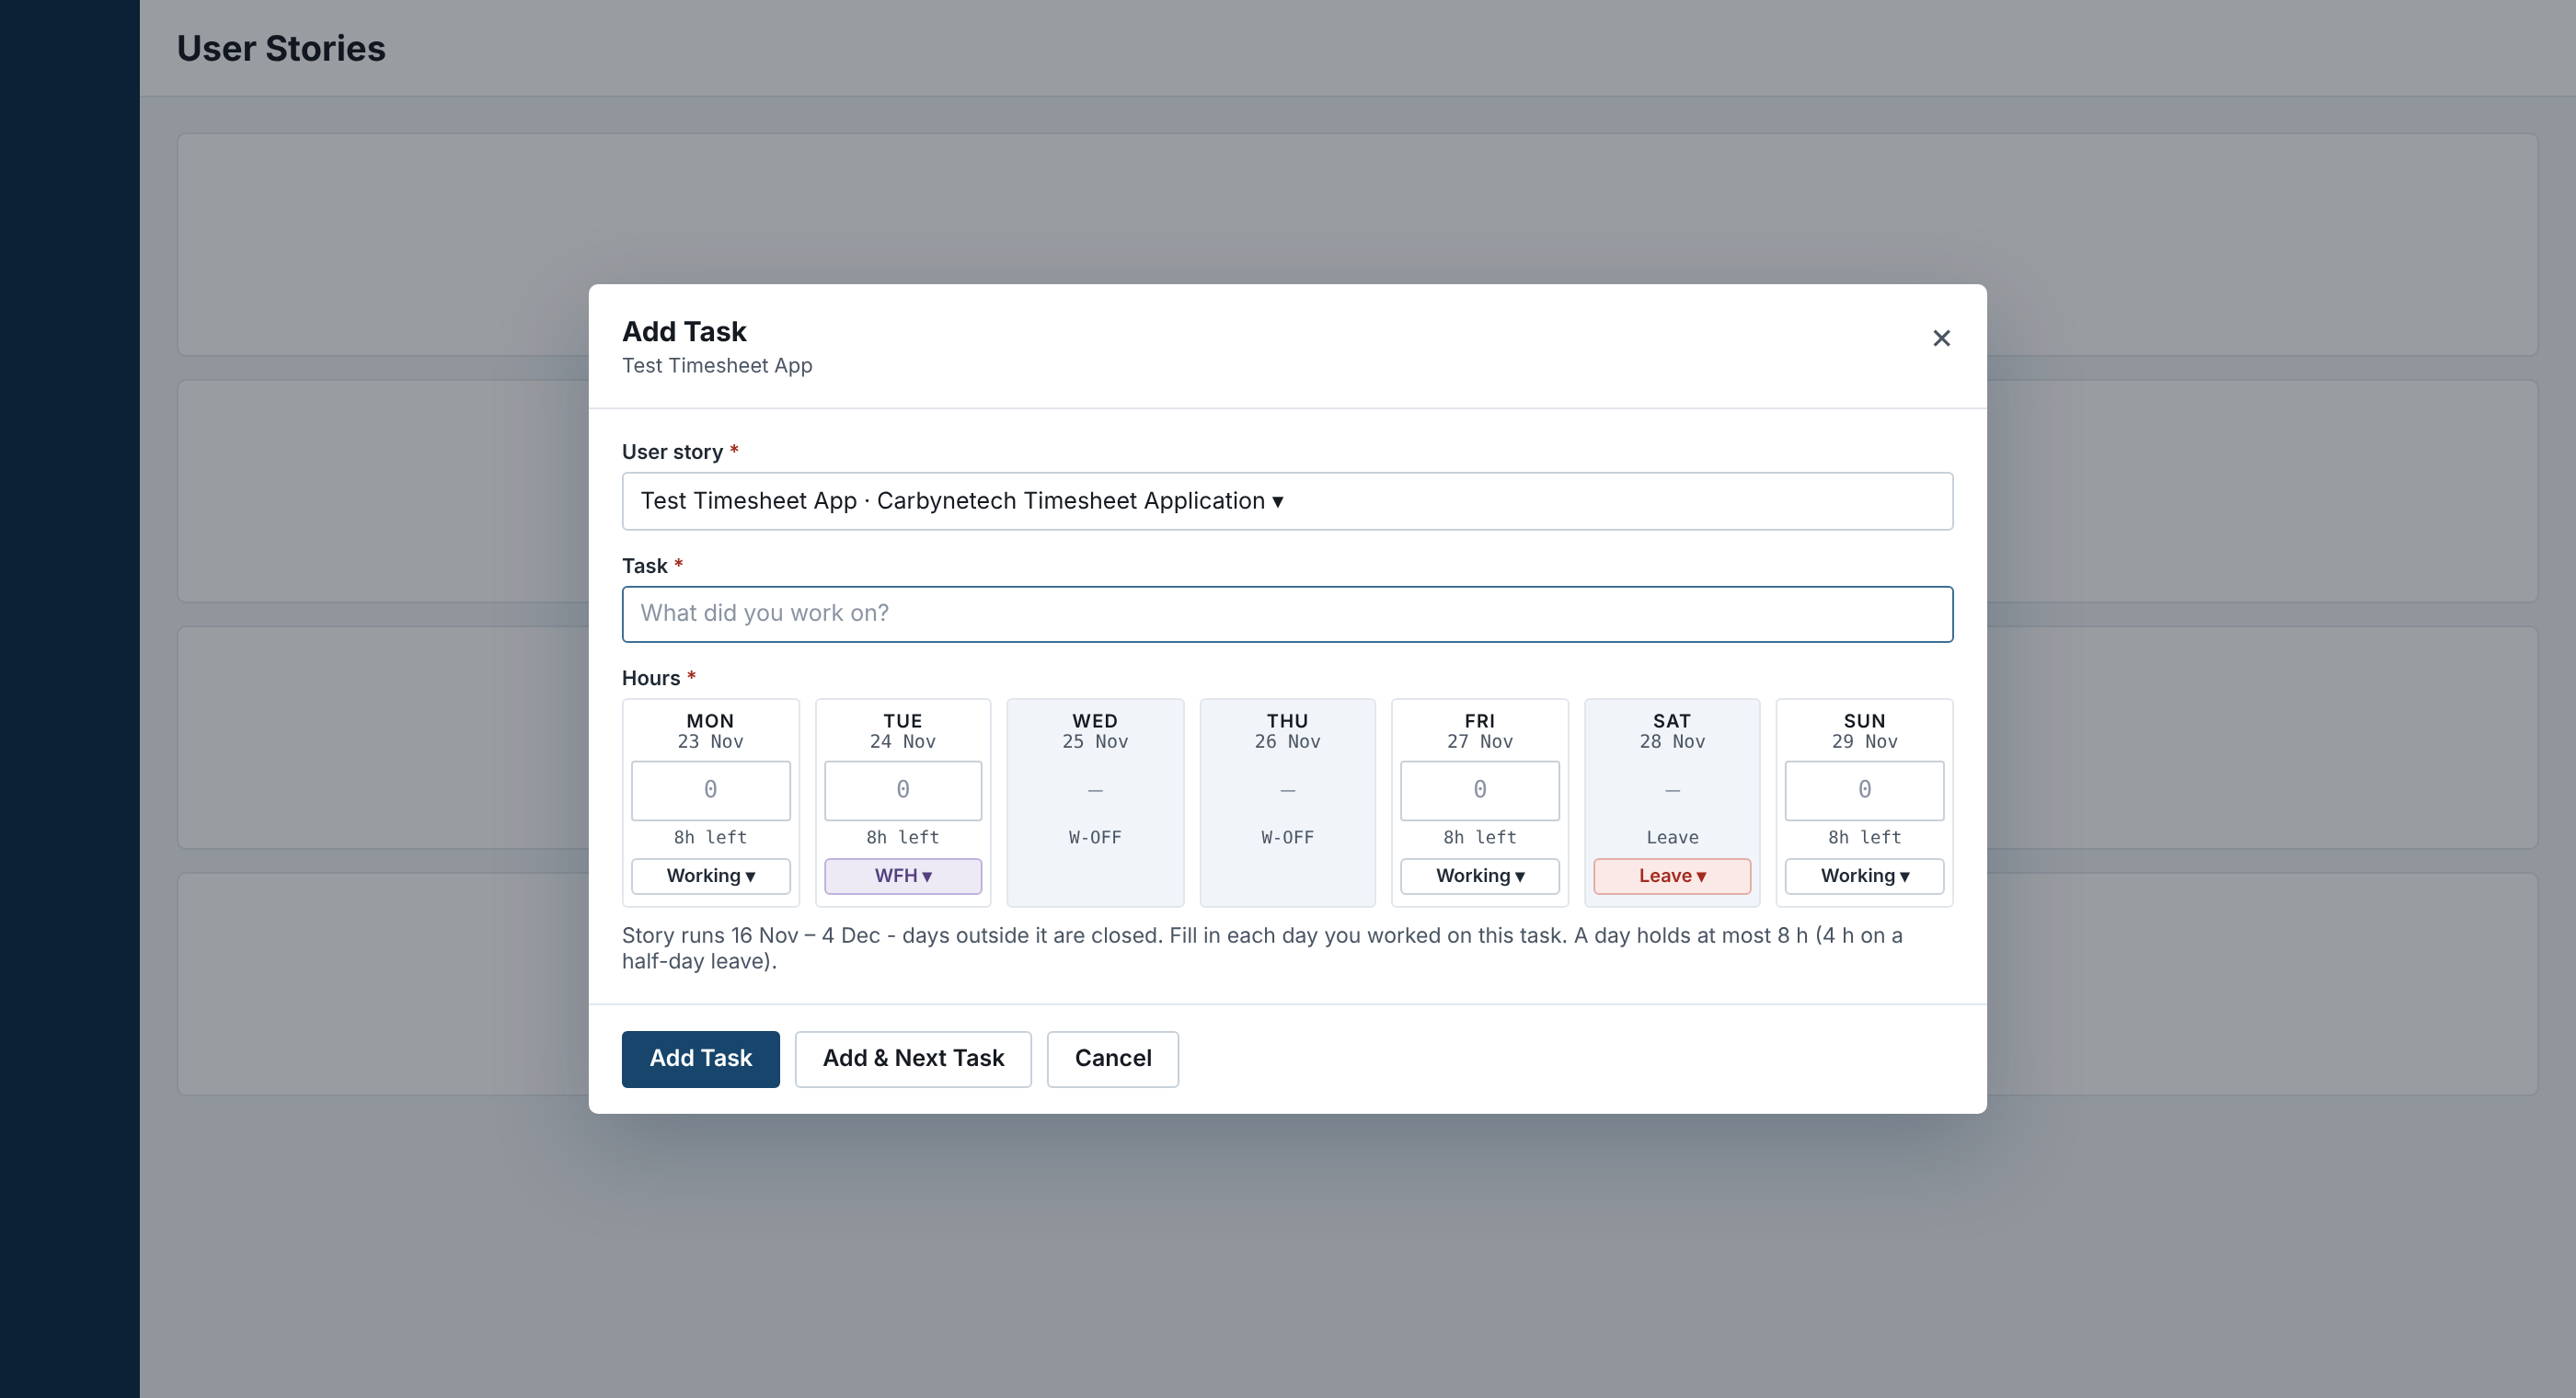 User Stories
Add Task
✕
Test Timesheet App
User story *
Test Timesheet App · Carbynetech Timesheet Application ▾
Task *
What did you work on?
Hours *
MON TUE WED THU FRI SAT SUN
23 Nov 24 Nov 25 Nov 26 Nov 27 Nov 28 Nov 29 Nov
0 0 — — 0 — 0
8h left 8h left W-OFF W-OFF 8h left Leave 8h left
Working ▾ WFH ▾ Working ▾ Leave ▾ Working ▾
Story runs 16 Nov – 4 Dec - days outside it are closed. Fill in each day you worked on this task. A day holds at most 8 h (4 h on a
half-day leave).
Add Task Add & Next Task Cancel